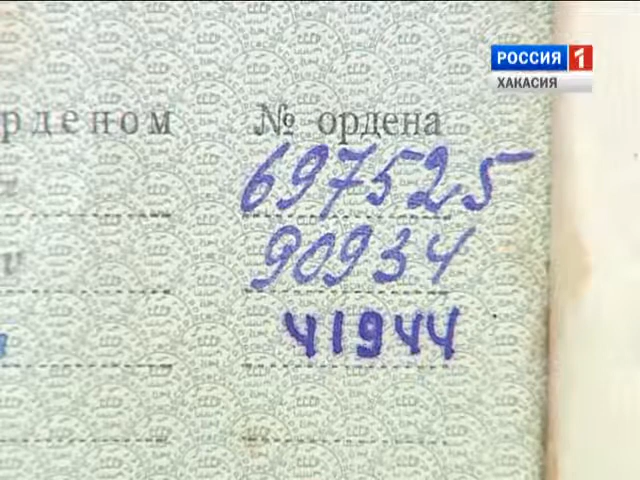 РОССИЯ 1
ХАКАСИЯ
рденом № ордена
697525
90934
41944